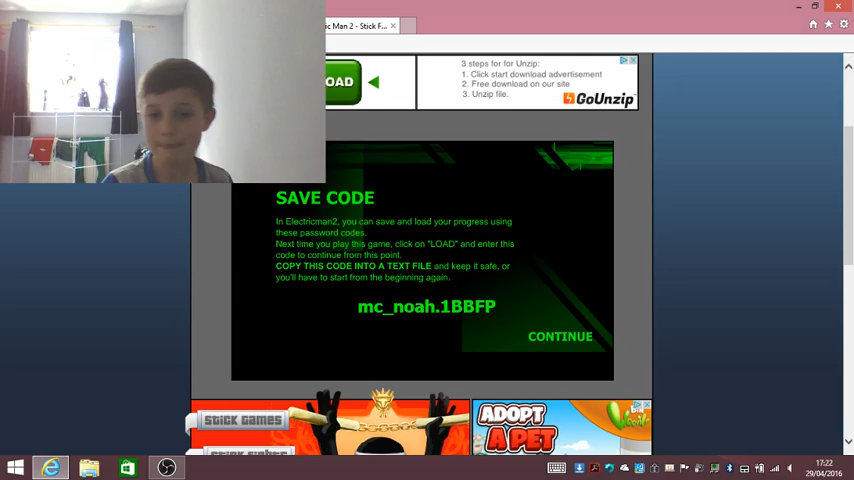 ic Man 2 - Stick F...
OAD
3 steps for for Unzip:
1. Click start download advertisement
2. Free download on our site
3. Unzip file.
GoUnzip
SAVE CODE
In Electricman2, you can save and load your progress using
these password codes.
Next time you play this game, click on "LOAD" and enter this
code to continue from this point.
COPY THIS CODE INTO A TEXT FILE and keep it safe, or
you'll have to start from the beginning again.
mc_noah.1BBFP
CONTINUE
STICK GAMES
ADOPT
A PET
17:22
29/04/2016